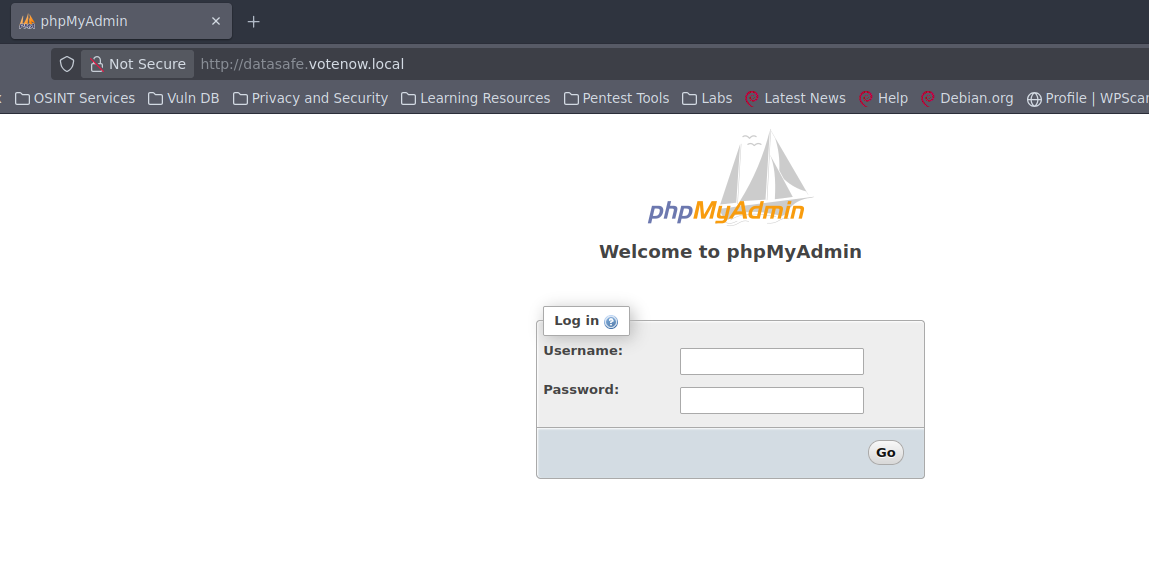 phpMyAdmin
Not Secure http://datasafe.votenow.local
OSINT Services Vuln DB Privacy and Security Learning Resources Pentest Tools Labs Latest News Help Debian.org Profile | WPScan
phpMyAdmin
Welcome to phpMyAdmin
Log in
Username:
Password:
Go